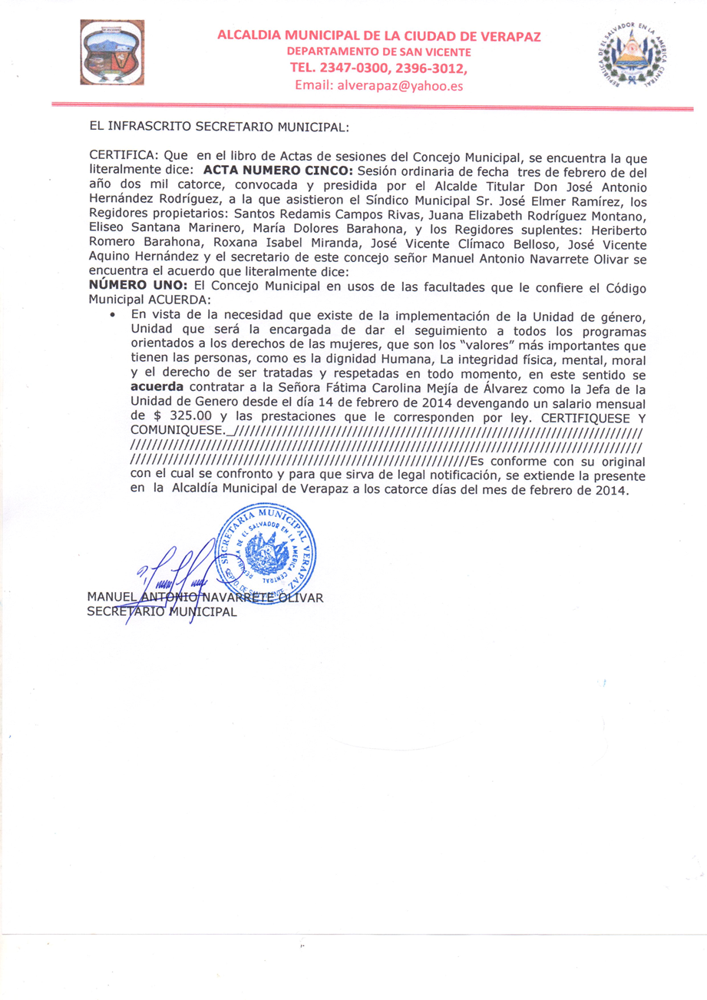 ALCALDIA MUNICIPAL DE LA CIUDAD DE VERAPAZ
DEPARTAMENTO DE SAN VICENTE
TEL. 2347-0300, 2396-3012,
Email: alverapaz@yahoo.es
REPUBLICA DE EL SALVADOR EN LA AMERICA CENTRAL
EL INFRASCRITO SECRETARIO MUNICIPAL:
CERTIFICA: Que en el libro de Actas de sesiones del Concejo Municipal, se encuentra la que
literalmente dice: ACTA NUMERO CINCO: Sesión ordinaria de fecha tres de febrero de del
año dos mil catorce, convocada y presidida por el Alcalde Titular Don José Antonio
Hernández Rodríguez, a la que asistieron el Síndico Municipal Sr. José Elmer Ramírez, los
Regidores propietarios: Santos Redamis Campos Rivas, Juana Elizabeth Rodríguez Montano,
Eliseo Santana Marinero, María Dolores Barahona, y los Regidores suplentes: Heriberto
Romero Barahona, Roxana Isabel Miranda, José Vicente Clímaco Belloso, José Vicente
Aquino Hernández y el secretario de este concejo señor Manuel Antonio Navarrete Olivar se
encuentra el acuerdo que literalmente dice:
NÚMERO UNO: El Concejo Municipal en usos de las facultades que le confiere el Código
Municipal ACUERDA:
• En vista de la necesidad que existe de la implementación de la Unidad de género,
Unidad que será la encargada de dar el seguimiento a todos los programas
orientados a los derechos de las mujeres, que son los “valores” más importantes que
tienen las personas, como es la dignidad Humana, La integridad física, mental, moral
y el derecho de ser tratadas y respetadas en todo momento, en este sentido se
acuerda contratar a la Señora Fátima Carolina Mejía de Álvarez como la Jefa de la
Unidad de Genero desde el día 14 de febrero de 2014 devengando un salario mensual
de $ 325.00 y las prestaciones que le corresponden por ley. CERTIFIQUESE Y
COMUNIQUESE._///////////////////////////////////////////////////////////////////////////
//////////////////////////////////////////////////////////////////////////////////////////////
//////////////////////////////////////////////////////////////Es conforme con su original
con el cual se confronto y para que sirva de legal notificación, se extiende la presente
en la Alcaldía Municipal de Verapaz a los catorce días del mes de febrero de 2014.
SECRETARIA MUNICIPAL VERAPAZ
REPUBLICA DE EL SALVADOR EN LA AMERICA CENTRAL
DEPTO. DE SAN VICENTE
MANUEL ANTONIO NAVARRETE OLIVAR
SECRETARIO MUNICIPAL